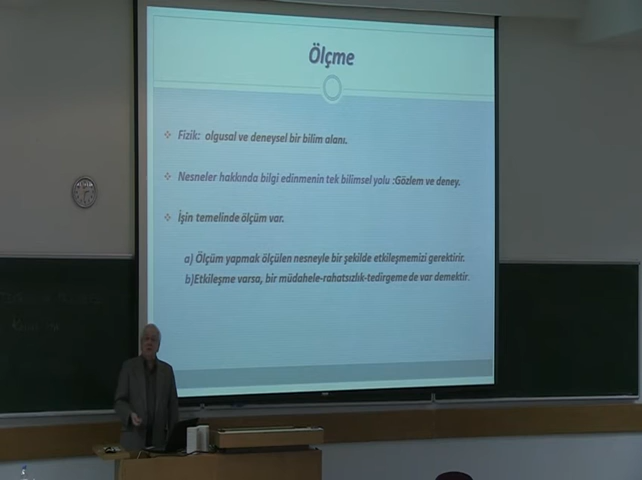 Ölçme
Fizik: olgusal ve deneysel bir bilim alanı.
Nesneler hakkında bilgi edinmenin tek bilimsel yolu :Gözlem ve deney.
İşin temelinde ölçüm var.
a) Ölçüm yapmak ölçülen nesneyle bir şekilde etkileşmemizi gerektirir.
b)Etkileşme varsa, bir müdahele-rahatsızlık-tedirgeme de var demektir.